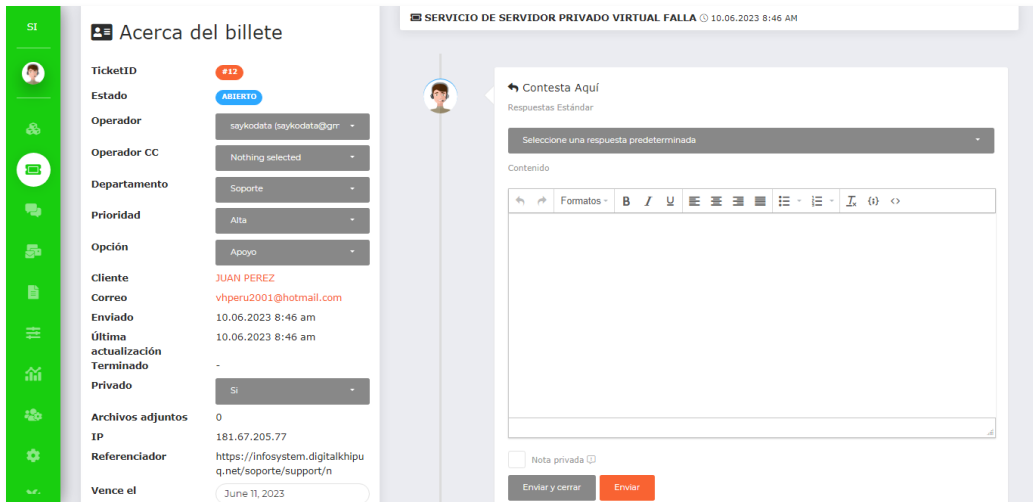 SI
Acerca del billete
TicketID
#12
Estado
ABIERTO
Operador
saykodata (saykodata@gm
Operador CC
Nothing selected
Departamento
Soporte
Prioridad
Alta
Opción
Apoyo
Cliente
JUAN PEREZ
Correo
vhperu2001@hotmail.com
Enviado
10.06.2023 8:46 am
Última
actualización
10.06.2023 8:46 am
Terminado
-
Privado
Si
Archivos adjuntos
0
IP
181.67.205.77
Referenciador
https://infosystem.digitalkhipu
q.net/soporte/support/n
Vence el
June 11, 2023
SERVICIO DE SERVIDOR PRIVADO VIRTUAL FALLA 10.06.2023 8:46 AM
Contesta Aquí
Respuestas Estándar
Seleccione una respuesta predeterminada
Contenido
Formatos
Nota privada
Enviar y cerrar
Enviar